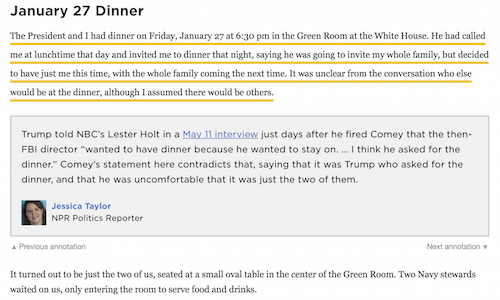 January 27 Dinner
The President and I had dinner on Friday, January 27 at 6:30 pm in the Green Room at the White House. He had called
me at lunchtime that day and invited me to dinner that night, saying he was going to invite my whole family, but decided
to have just me this time, with the whole family coming the next time. It was unclear from the conversation who else
would be at the dinner, although I assumed there would be others.
Trump told NBC's Lester Holt in a May 11 interview just days after he fired Comey that the then-
FBI director "wanted to have dinner because he wanted to stay on. ... I think he asked for the
dinner." Comey's statement here contradicts that, saying that it was Trump who asked for the
dinner, and that he was uncomfortable that it was just the two of them.
Jessica Taylor
NPR Politics Reporter
▲ Previous annotation
Next annotation ▼
It turned out to be just the two of us, seated at a small oval table in the center of the Green Room. Two Navy stewards
waited on us, only entering the room to serve food and drinks.